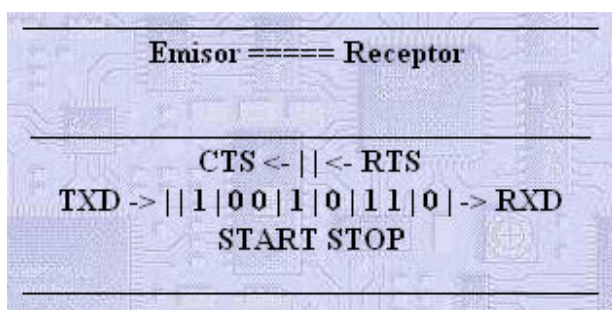 Emisor ===== Receptor
CTS <- || <- RTS
TXD -> || 1 | 0 0 | 1 | 0 | 1 1 | 0 | -> RXD
START STOP